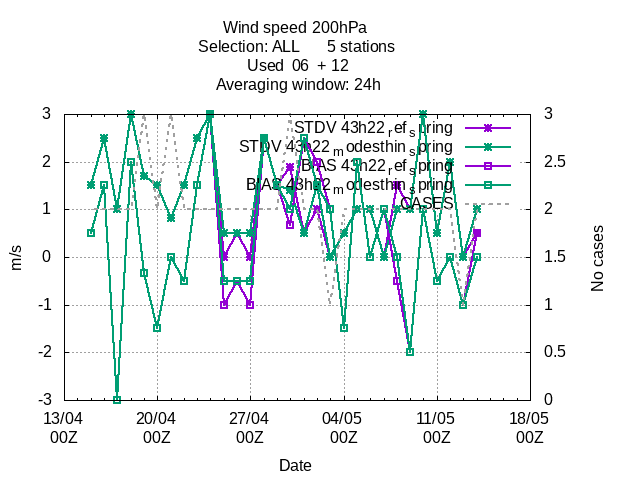 Wind speed 200hPa
Selection: ALL 5 stations
Used 06 + 12
Averaging window: 24h
3 3
STDV 43h22_ref_spring
STDV 43h22_modesthin_spring
2 2.5
BIAS 43h22_ref_spring
BIAS 43h22_modesthin_spring
CASES
1 2
m/s
0 1.5
No cases
-1 1
-2 0.5
-3 0
13/04 20/04 27/04 04/05 11/05 18/05
00Z 00Z 00Z 00Z 00Z 00Z
Date